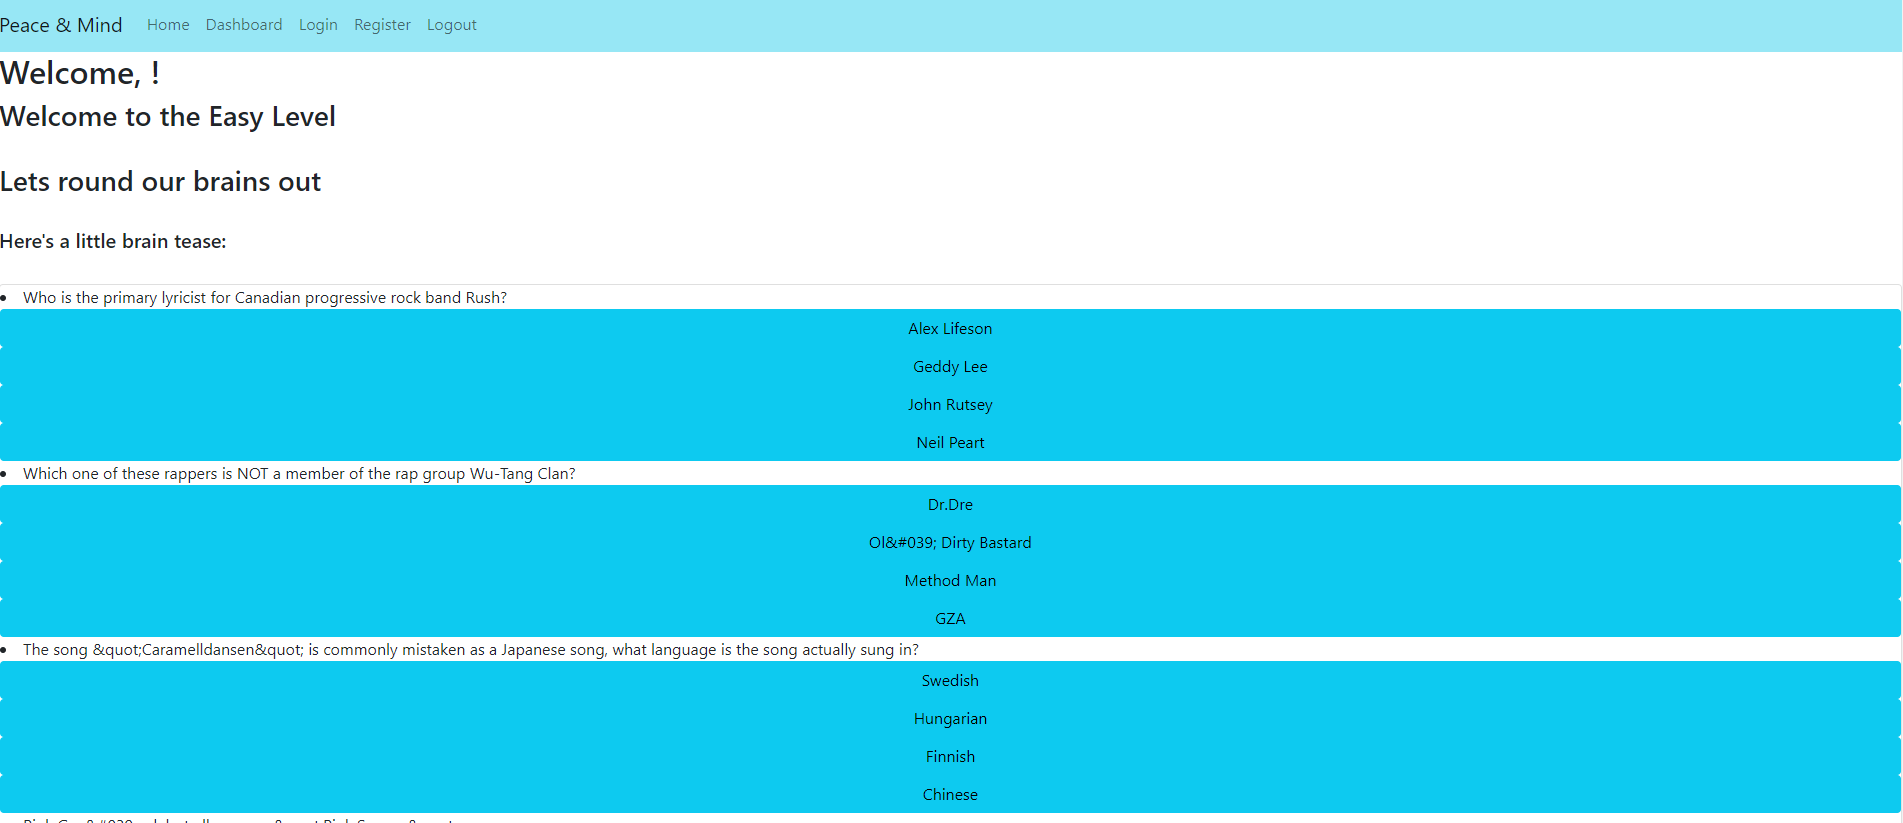 Peace & Mind Home Dashboard Login Register Logout
Welcome, !
Welcome to the Easy Level
Lets round our brains out
Here's a little brain tease:
• Who is the primary lyricist for Canadian progressive rock band Rush?
Alex Lifeson
Geddy Lee
John Rutsey
Neil Peart
• Which one of these rappers is NOT a member of the rap group Wu-Tang Clan?
Dr.Dre
Ol&#039; Dirty Bastard
Method Man
GZA
• The song &quot;Caramelldansen&quot; is commonly mistaken as a Japanese song, what language is the song actually sung in?
Swedish
Hungarian
Finnish
Chinese